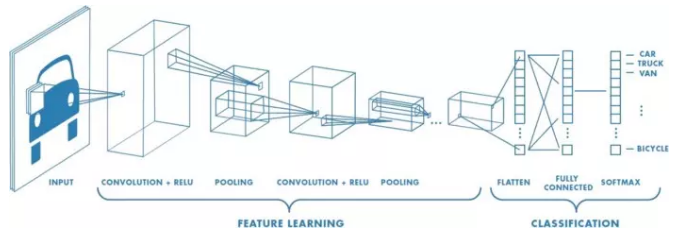 CAR
TRUCK
VAN
BICYCLE
INPUT
CONVOLUTION + RELU
POOLING
CONVOLUTION + RELU
POOLING
FLATTEN
FULLY
CONNECTED
SOFTMAX
FEATURE LEARNING
CLASSIFICATION